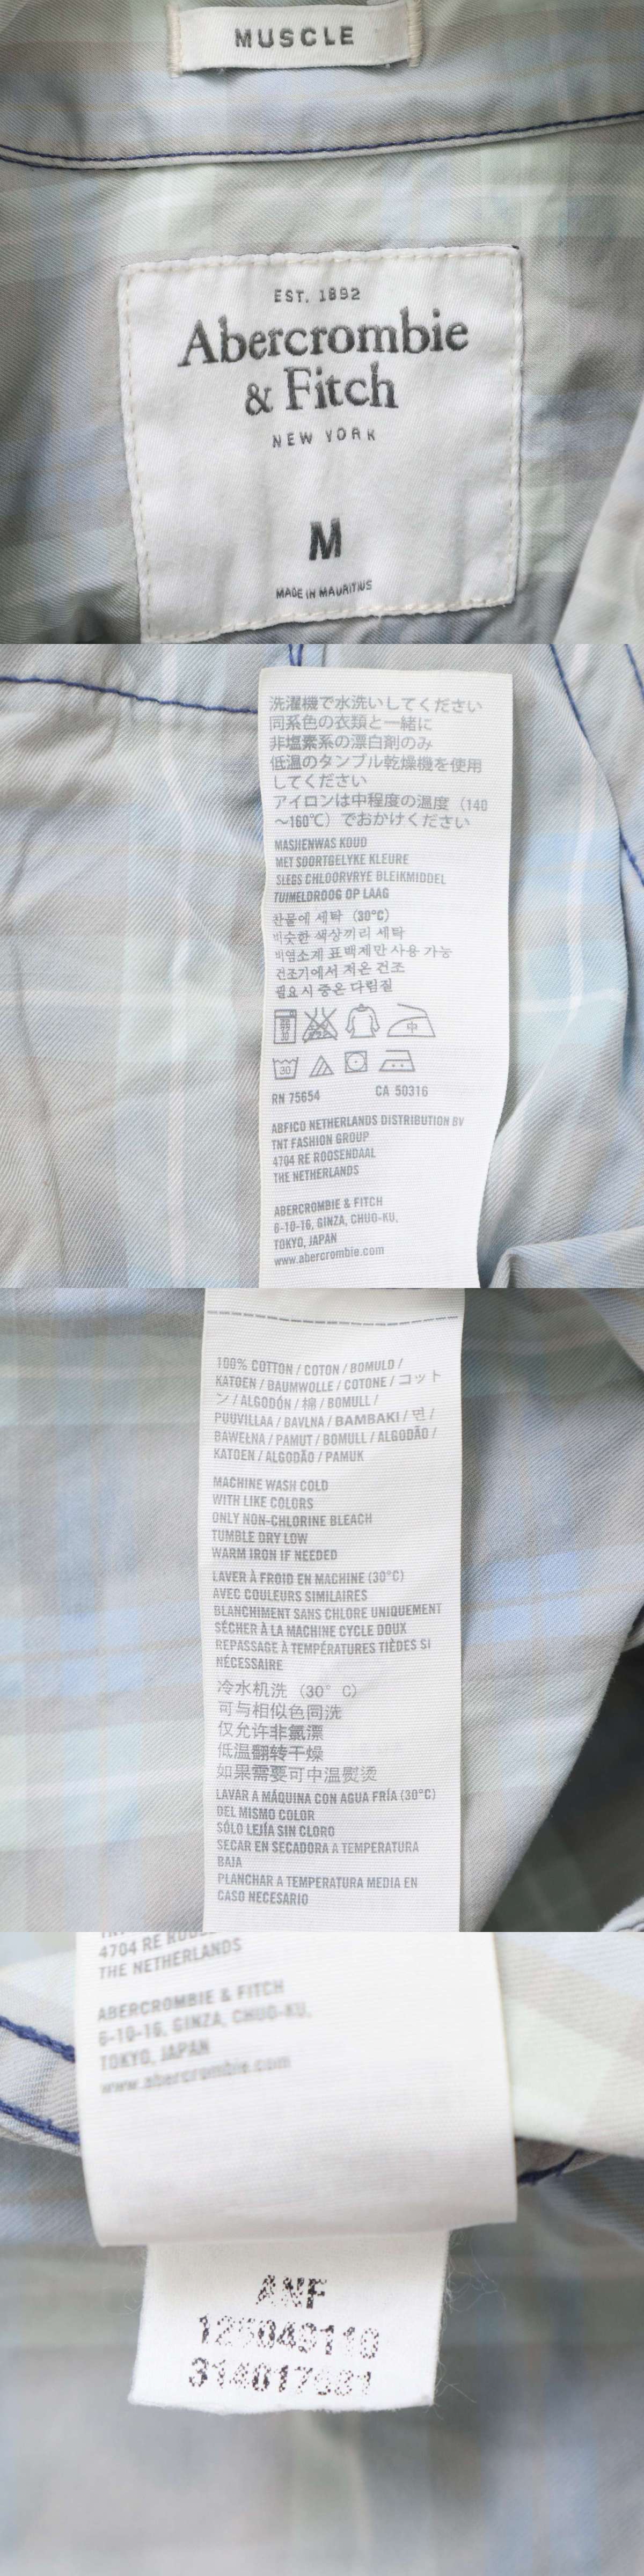 MUSCLE
EST. 1892
Abercrombie
& Fitch
NEW YORK
M
MADE IN MAURITIUS
洗濯機で水洗いしてください
同系色の衣類と一緒に
非塩素系の漂白剤のみ
低温のタンブル乾燥機を使用
してください
アイロンは中程度の温度（140
～160℃）でおかけください
MASJIENWAS KOUD
MET SOORTGELYKE KLEURE
SLEGS CHLOORVRYE BLEIKMIDDEL
TUIMELDROOG OP LAAG
찬물에 세탁 (30°C)
비슷한 색상끼리 세탁
비염소계 표백제만 사용 가능
건조기에서 저온 건조
필요시 중온 다림질
中
30
RN 75654 CA 50316
ABFICO NETHERLANDS DISTRIBUTION BV
TNT FASHION GROUP
4704 RE ROOSENDAAL
THE NETHERLANDS
ABERCROMBIE & FITCH
6-10-16, GINZA, CHUO-KU,
TOKYO, JAPAN
www.abercrombie.com
100% COTTON / COTON / BOMULD /
KATOEN / BAUMWOLLE / COTONE / コット
ン / ALGODÓN / 棉 / BOMULL /
PUUVILLAA / BAVLNA / BAMBAKI / 면 /
BAWEŁNA / PAMUT / BOMULL / ALGODÃO /
KATOEN / ALGODÃO / PAMUK
MACHINE WASH COLD
WITH LIKE COLORS
ONLY NON-CHLORINE BLEACH
TUMBLE DRY LOW
WARM IRON IF NEEDED
LAVER À FROID EN MACHINE (30°C)
AVEC COULEURS SIMILAIRES
BLANCHIMENT SANS CHLORE UNIQUEMENT
SÉCHER À LA MACHINE CYCLE DOUX
REPASSAGE À TEMPÉRATURES TIÈDES SI
NÉCESSAIRE
冷水机洗（30°C）
可与相似色同洗
仅允许非氯漂
低温翻转干燥
如果需要可中温熨烫
LAVAR A MÁQUINA CON AGUA FRÍA (30°C)
DEL MISMO COLOR
SÓLO LEJÍA SIN CLORO
SECAR EN SECADORA A TEMPERATURA
BAJA
PLANCHAR A TEMPERATURA MEDIA EN
CASO NECESARIO
4704 RE
THE NETHERLANDS
ABERCROMBIE & FITCH
6-10-16, GINZA, CHUO-KU,
TOKYO, JAPAN
www.abercrombie.com
ANF
125049110